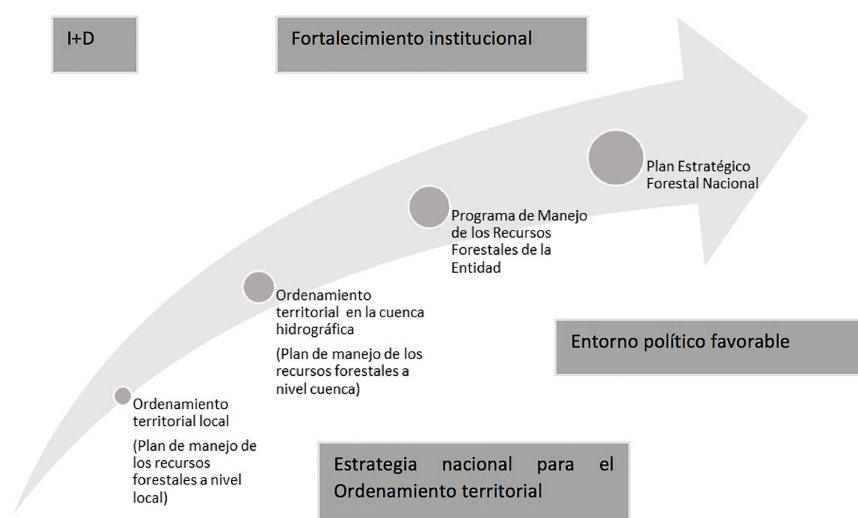 I+D
Fortalecimiento institucional
Plan Estratégico
Forestal Nacional
Programa de Manejo
de los Recursos
Forestales de la
Entidad
Ordenamiento
territorial en la cuenca
hidrográfica
(Plan de manejo de los
recursos forestales a
nivel cuenca)
Entorno político favorable
Ordenamiento
territorial local
(Plan de manejo de
los recursos
forestales a nivel
local)
Estrategia nacional para el
Ordenamiento territorial